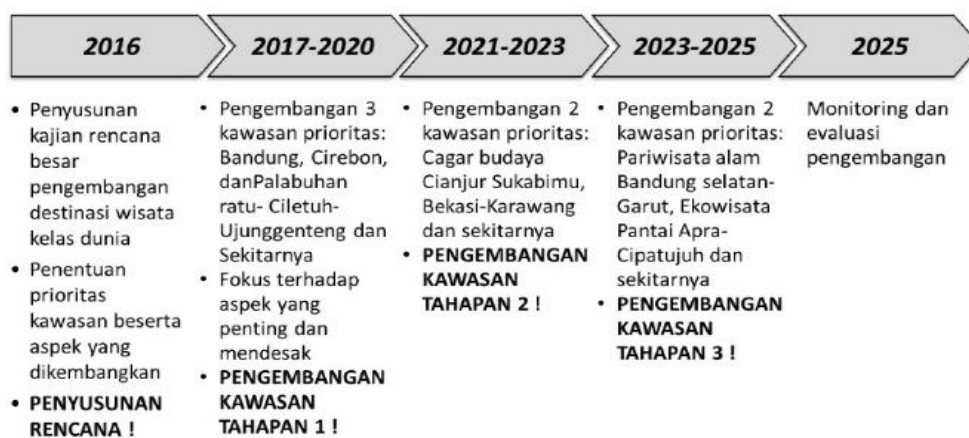 2016
2017-2020
2021-2023
2023-2025
2025
• Penyusunan
kajian rencana
besar
pengembangan
destinasi wisata
kelas dunia
• Penentuan
prioritas
kawasan beserta
aspek yang
dikembangkan
• PENYUSUNAN
RENCANA !
• Pengembangan 3
kawasan prioritas:
Bandung, Cirebon,
danPalabuhan
ratu- Ciletuh-
Ujunggenteng dan
Sekitarnya
• Fokus terhadap
aspek yang
penting dan
mendesak
• PENGEMBANGAN
KAWASAN
TAHAPAN 1 !
• Pengembangan 2
kawasan prioritas:
Cagar budaya
Cianjur Sukabimu,
Bekasi-Karawang
dan sekitarnya
• PENGEMBANGAN
KAWASAN
TAHAPAN 2 !
• Pengembangan 2
kawasan prioritas:
Pariwisata alam
Bandung selatan-
Garut, Ekowisata
Pantai Apra-
Cipatujuh dan
sekitarnya
• PENGEMBANGAN
KAWASAN
TAHAPAN 3 !
Monitoring dan
evaluasi
pengembangan